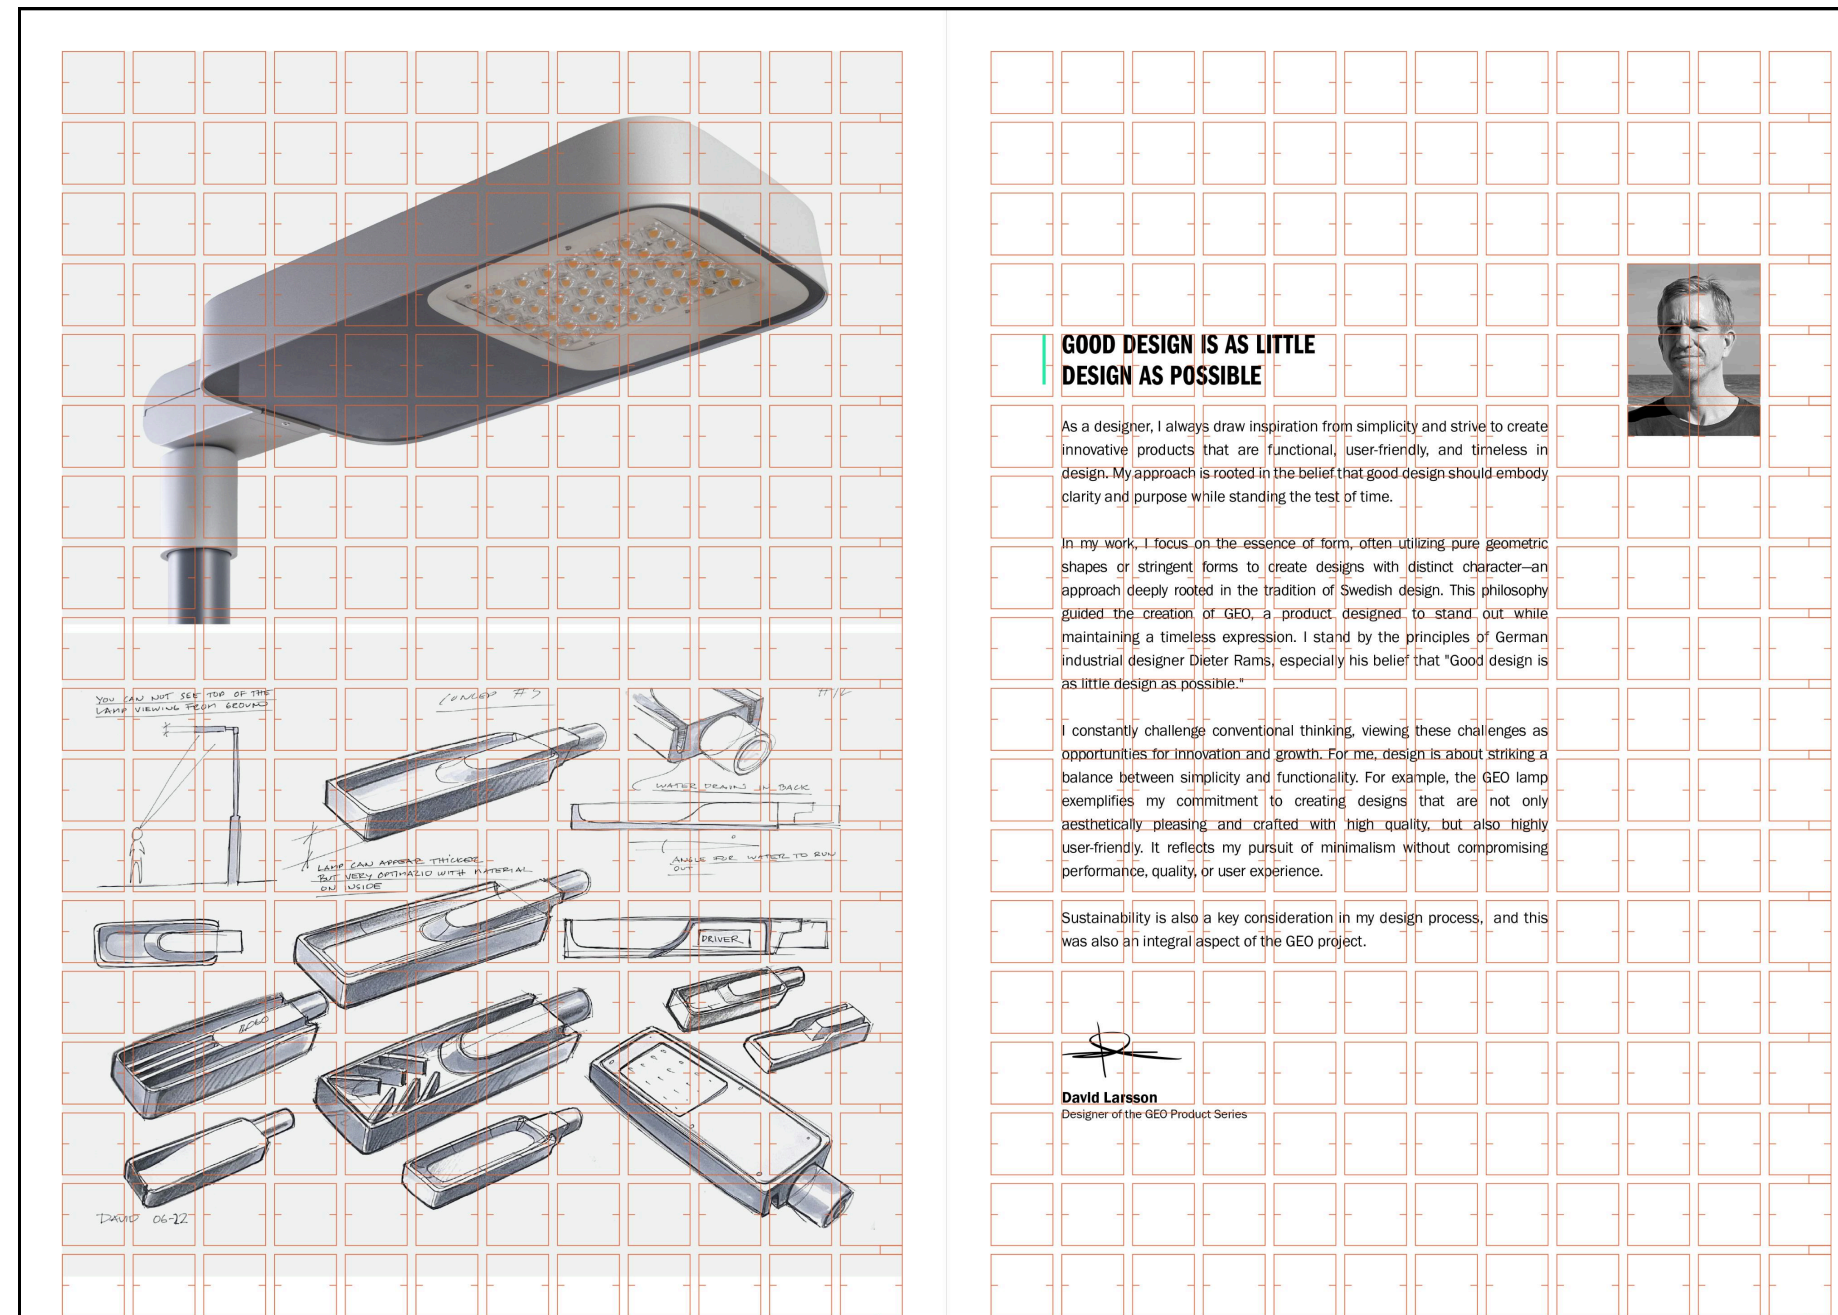 YOU CAN NOT SEE TOP OF THE
LAMP VIEWING FROM GROUND
CONCEP #5
WATER DRAIN IN BACK
LAMP CAN APPEAR THICKER
BUT VERY OPTIMAZIO WITH MATERIAL
ON INSIDE
ANGLE FOR WATER TO RUN
OUT
DRIVER
DAVID 06-22
GOOD DESIGN IS AS LITTLE
DESIGN AS POSSIBLE
As a designer, I always draw inspiration from simplicity and strive to create
innovative products that are functional, user-friendly, and timeless in
design. My approach is rooted in the belief that good design should embody
clarity and purpose while standing the test of time.
In my work, I focus on the essence of form, often utilizing pure geometric
shapes or stringent forms to create designs with distinct character—an
approach deeply rooted in the tradition of Swedish design. This philosophy
guided the creation of GEO, a product designed to stand out while
maintaining a timeless expression. I stand by the principles of German
industrial designer Dieter Rams, especially his belief that "Good design is
as little design as possible."
I constantly challenge conventional thinking, viewing these challenges as
opportunities for innovation and growth. For me, design is about striking a
balance between simplicity and functionality. For example, the GEO lamp
exemplifies my commitment to creating designs that are not only
aesthetically pleasing and crafted with high quality, but also highly
user-friendly. It reflects my pursuit of minimalism without compromising
performance, quality, or user experience.
Sustainability is also a key consideration in my design process, and this
was also an integral aspect of the GEO project.
David Larsson
Designer of the GEO Product Series